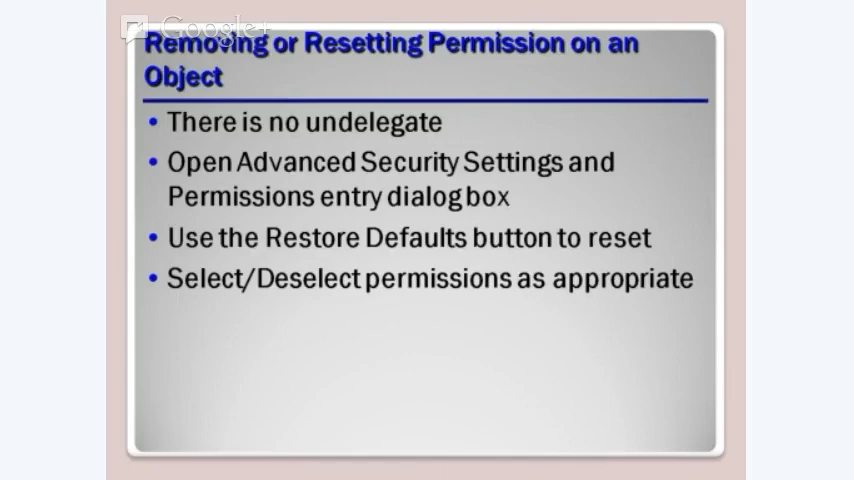 Google+
Removing or Resetting Permission on an
Object
• There is no undelegate
• Open Advanced Security Settings and
Permissions entry dialog box
• Use the Restore Defaults button to reset
• Select/Deselect permissions as appropriate